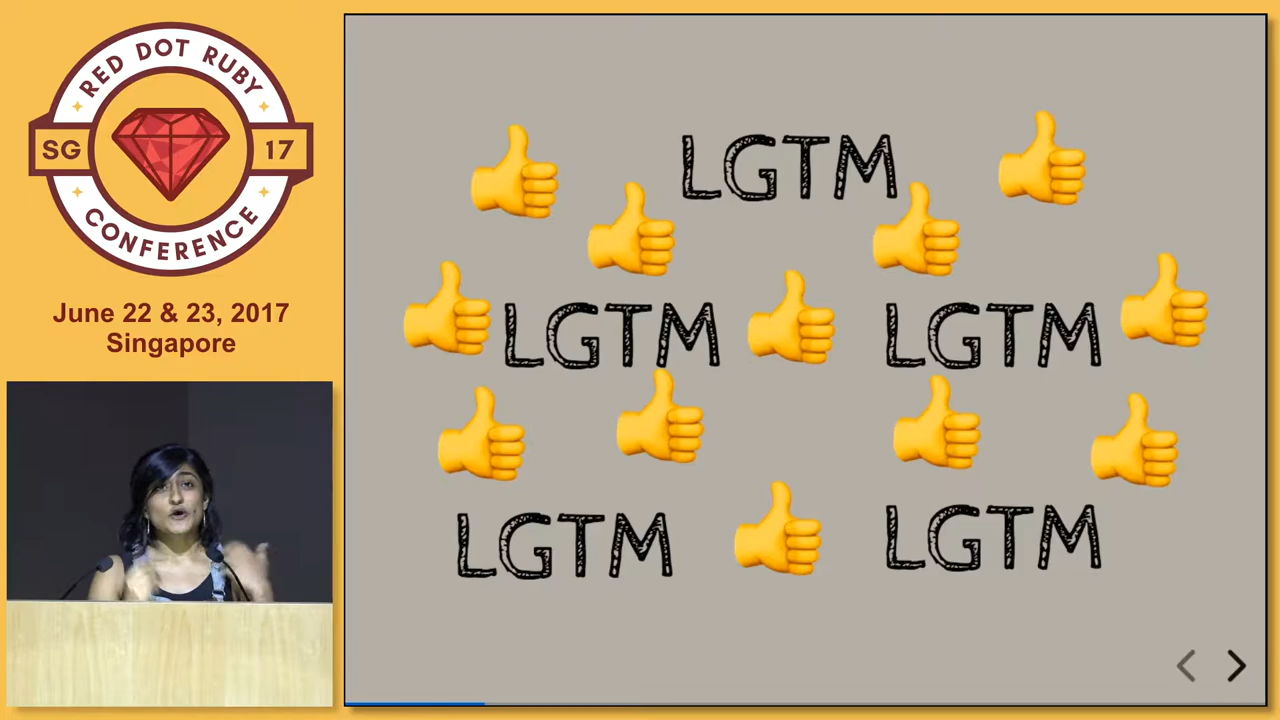 RED DOT RUBY
SG 17
CONFERENCE
June 22 & 23, 2017
Singapore
LGTM
LGTM LGTM
LGTM LGTM